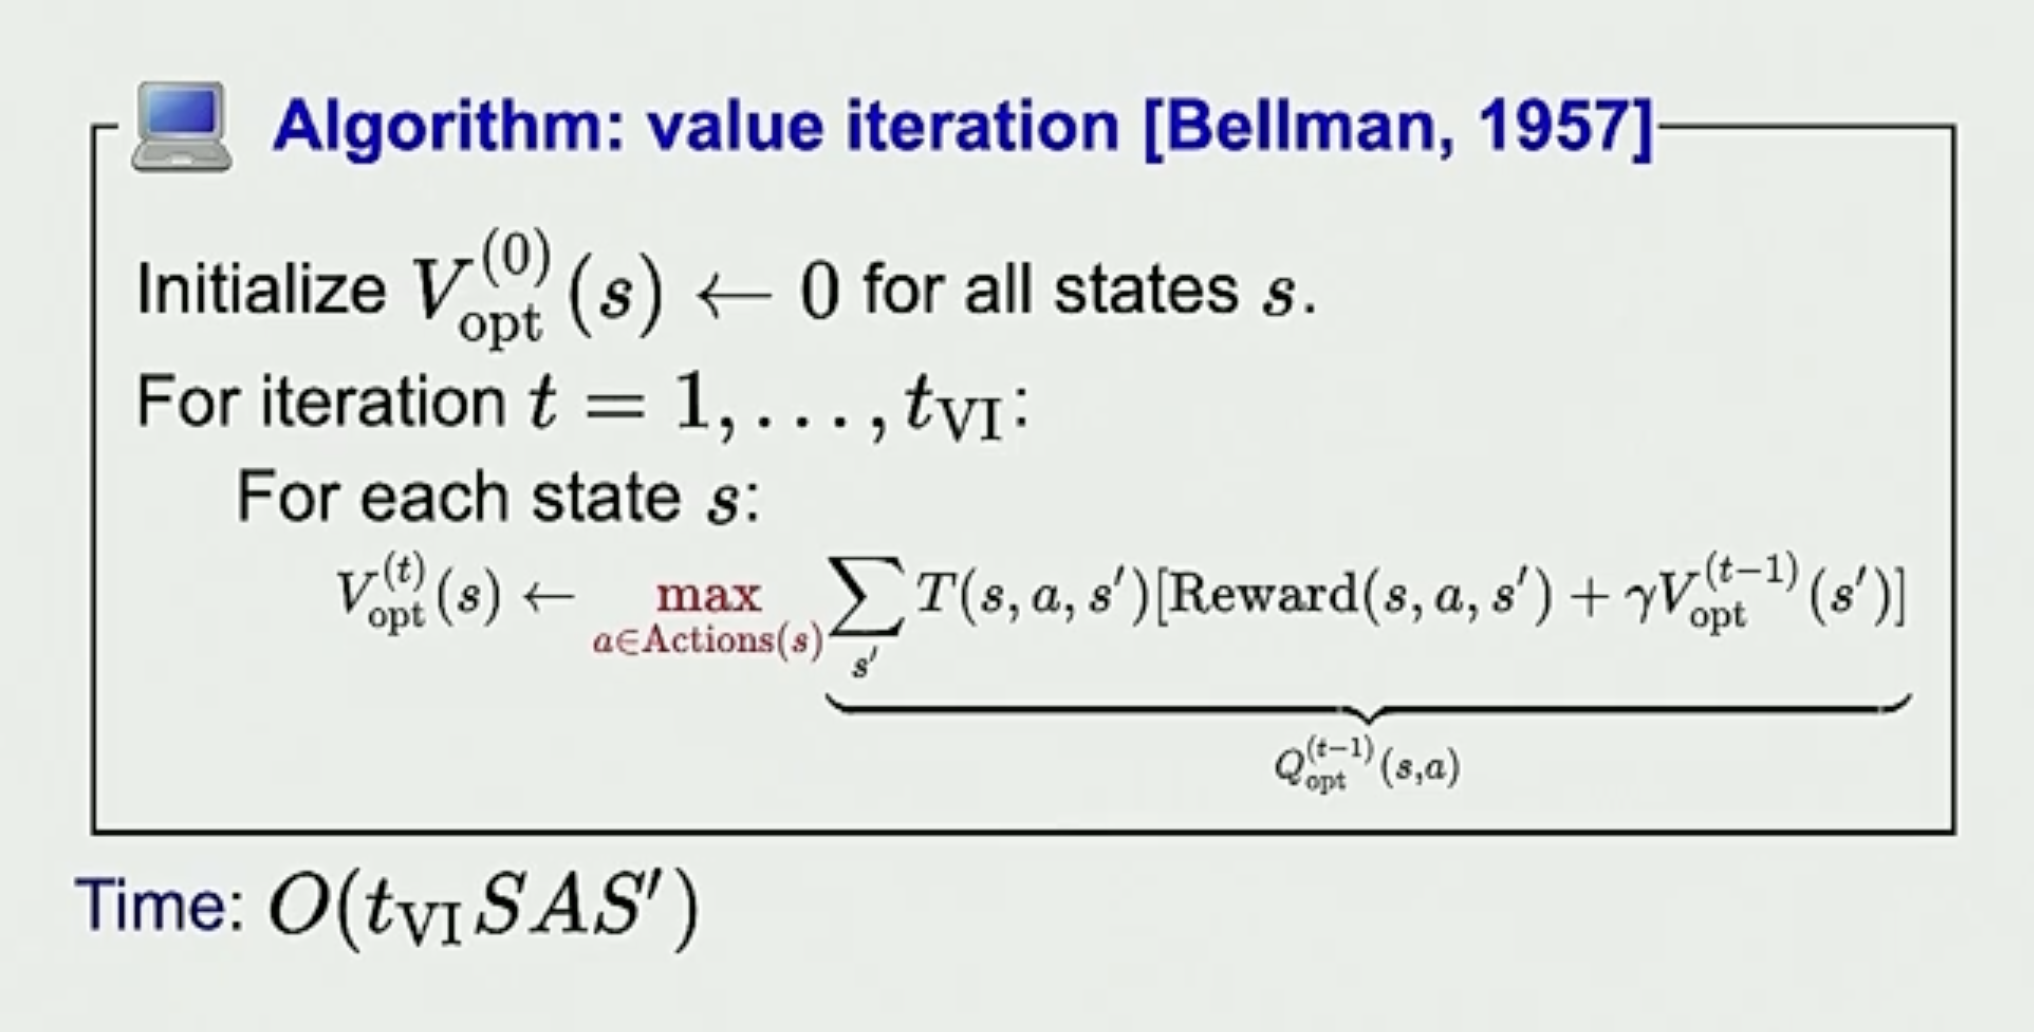 Algorithm: value iteration [Bellman, 1957]
Initialize $V_{\text{opt}}^{(0)}(s) \leftarrow 0$ for all states $s$.
For iteration $t = 1, \ldots, t_{\text{VI}}$:
For each state $s$:
$V_{\text{opt}}^{(t)}(s) \leftarrow \max_{a \in \text{Actions}(s)} \underbrace{\sum_{s'} T(s, a, s')[\text{Reward}(s, a, s') + \gamma V_{\text{opt}}^{(t-1)}(s')]}_{Q_{\text{opt}}^{(t-1)}(s,a)}$
Time: $O(t_{\text{VI}} S A S')$